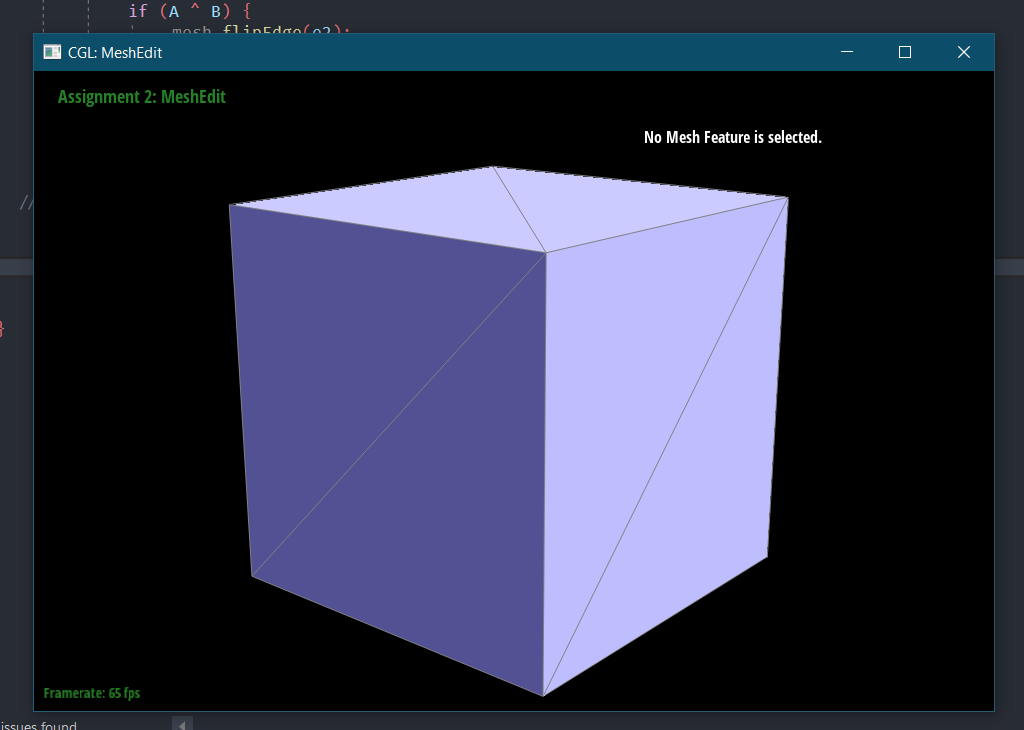 if (A ^ B) {
mesh.flipEdge(e2);
CGL: MeshEdit
Assignment 2: MeshEdit
No Mesh Feature is selected.
//
}
Framerate: 65 fps
issues found